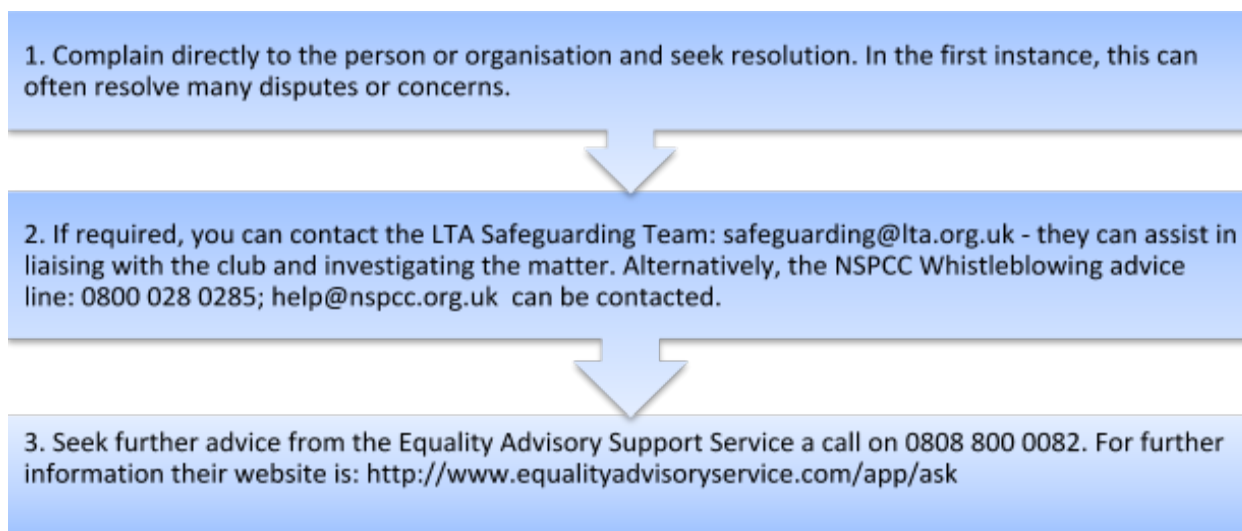 1. Complain directly to the person or organisation and seek resolution. In the first instance, this can
often resolve many disputes or concerns.
2. If required, you can contact the LTA Safeguarding Team: safeguarding@lta.org.uk - they can assist in
liaising with the club and investigating the matter. Alternatively, the NSPCC Whistleblowing advice
line: 0800 028 0285; help@nspcc.org.uk  can be contacted.
3. Seek further advice from the Equality Advisory Support Service a call on 0808 800 0082. For further
information their website is: http://www.equalityadvisoryservice.com/app/ask